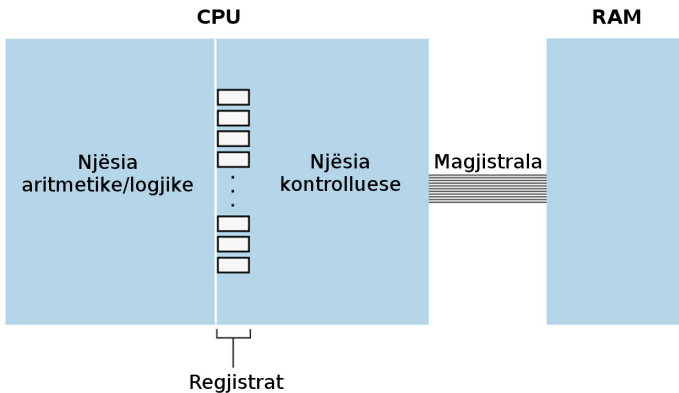 CPU
RAM
Njësia
aritmetike/logjike
Njësia
kontrolluese
Magjistrala
Regjistrat